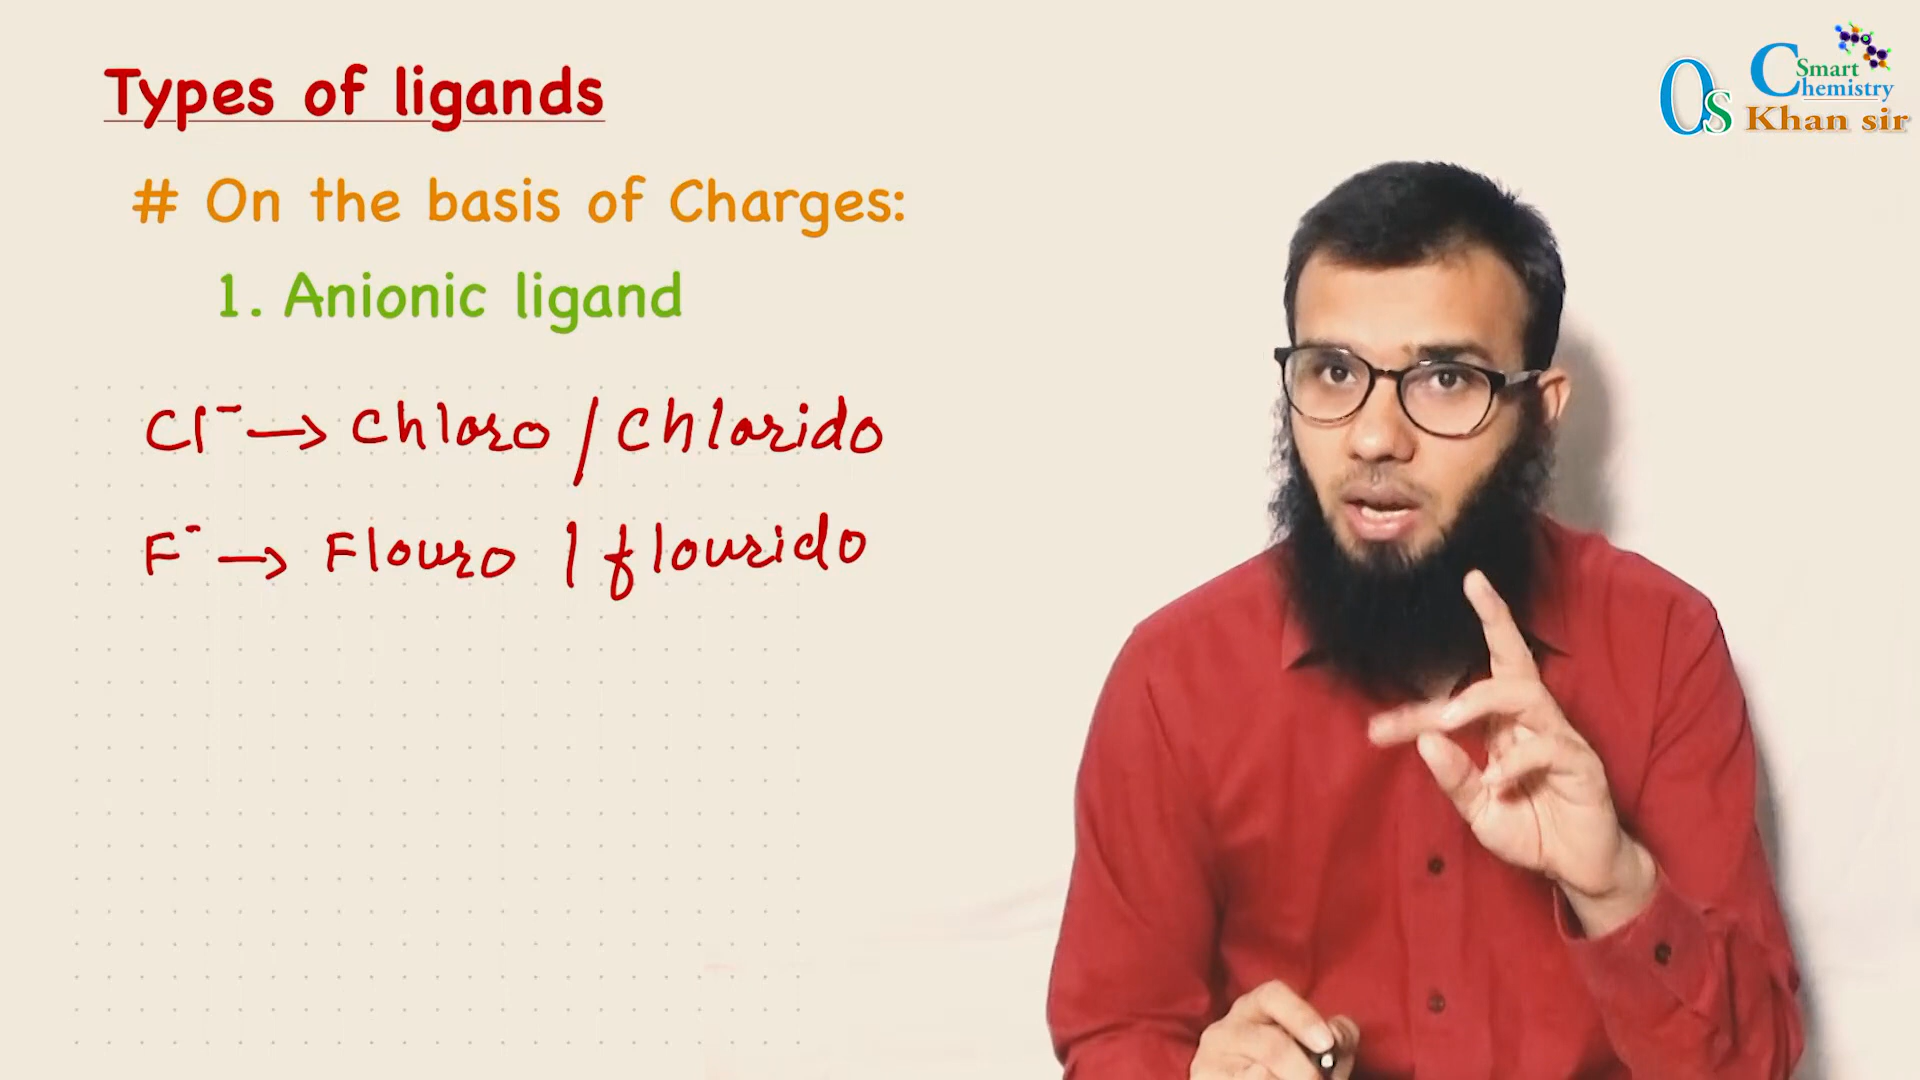 Types of ligands
# On the basis of Charges:
1. Anionic ligand
Cl⁻ → Chloro / Chlorido
F⁻ → Flouro / flourido
Os
Smart
Chemistry
Khan sir